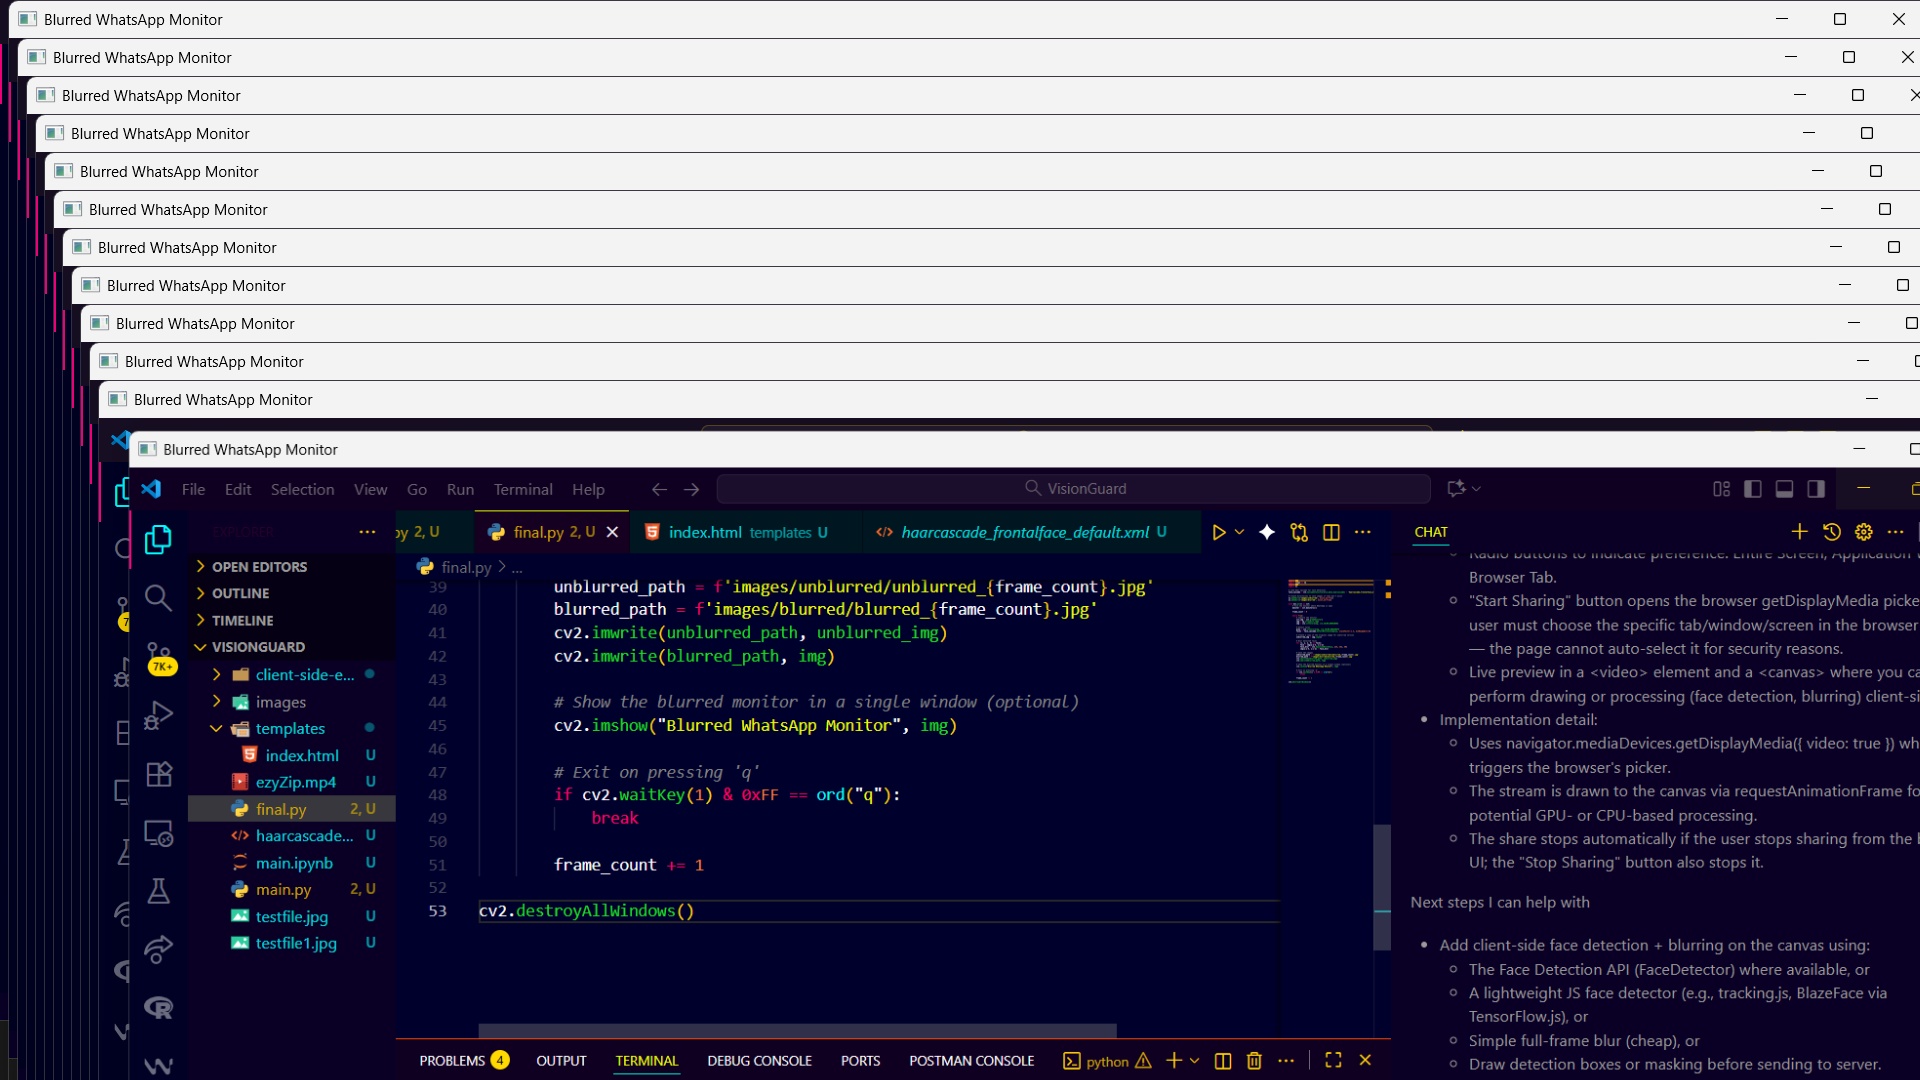 Blurred WhatsApp Monitor
Blurred WhatsApp Monitor
Blurred WhatsApp Monitor
Blurred WhatsApp Monitor
Blurred WhatsApp Monitor
Blurred WhatsApp Monitor
Blurred WhatsApp Monitor
Blurred WhatsApp Monitor
Blurred WhatsApp Monitor
Blurred WhatsApp Monitor
Blurred WhatsApp Monitor
Blurred WhatsApp Monitor
File Edit Selection View Go Run Terminal Help VisionGuard
EXPLORER
py 2, U final.py 2, U index.html templates U haarcascade_frontalface_default.xml U
final.py > ...
OPEN EDITORS
OUTLINE
TIMELINE
VISIONGUARD
client-side-e...
images
templates
index.html U
ezyZip.mp4 U
final.py 2, U
haarcascade... U
main.ipynb U
main.py 2, U
testfile.jpg U
testfile1.jpg U
7K+
39 unblurred_path = f'images/unblurred/unblurred_{frame_count}.jpg'
40 blurred_path = f'images/blurred/blurred_{frame_count}.jpg'
41 cv2.imwrite(unblurred_path, unblurred_img)
42 cv2.imwrite(blurred_path, img)
43
44 # Show the blurred monitor in a single window (optional)
45 cv2.imshow("Blurred WhatsApp Monitor", img)
46
47 # Exit on pressing 'q'
48 if cv2.waitKey(1) & 0xFF == ord("q"):
49 break
50
51 frame_count += 1
52
53 cv2.destroyAllWindows()
PROBLEMS 4 OUTPUT TERMINAL DEBUG CONSOLE PORTS POSTMAN CONSOLE python
CHAT
Radio buttons to indicate preference: Entire Screen, Application
Browser Tab.
"Start Sharing" button opens the browser getDisplayMedia
user must choose the specific tab/window/screen in the browser
— the page cannot auto-select it for security reasons.
Live preview in a <video> element and a <canvas> where you
perform drawing or processing (face detection, blurring)
Implementation detail:
Uses navigator.mediaDevices.getDisplayMedia({ video: true })
triggers the browser's picker.
The stream is drawn to the canvas via requestAnimationFrame
potential GPU- or CPU-based processing.
The share stops automatically if the user stops sharing from the
UI; the "Stop Sharing" button also stops it.
Next steps I can help with
Add client-side face detection + blurring on the canvas using:
The Face Detection API (FaceDetector) where available, or
A lightweight JS face detector (e.g., tracking.js, BlazeFace via
TensorFlow.js), or
Simple full-frame blur (cheap), or
Draw detection boxes or masking before sending to server.